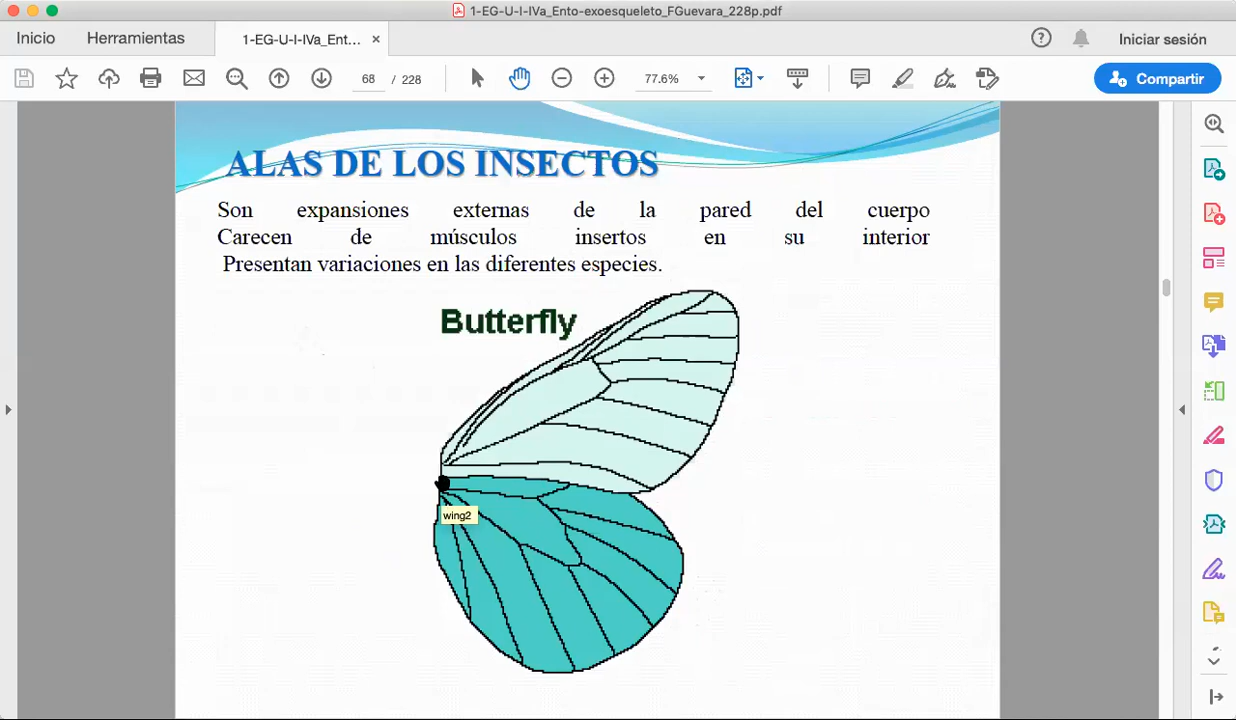 1-EG-U-I-IVa_Ento-exoesqueleto_FGuevara_228p.pdf
Inicio Herramientas 1-EG-U-I-IVa_Ent... × Iniciar sesión
68 / 228 77.6% Compartir
ALAS DE LOS INSECTOS
Son expansiones externas de la pared del cuerpo
Carecen de músculos insertos en su interior
Presentan variaciones en las diferentes especies.
Butterfly
wing2